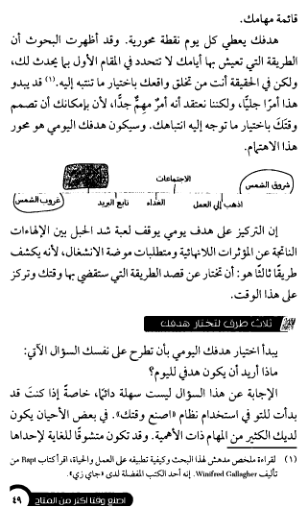 قائمة مهامك.
هدفك يعطي كل يوم نقطة محورية. وقد أظهرت البحوث أن
الطريقة التي تعيش بها أيامك لا تتحدد في المقام الأول بما يحدث لك،
ولكن في الحقيقة أنت من تخلق واقعك باختيار ما تنتبه إليه.(١) قد يبدو
هذا أمرًا جليًّا، ولكننا نعتقد أنه أمرٌ مهمٌ جدًّا، لأن بإمكانك أن تصمم
وقتَكَ باختيار ما توجه إليه انتباهك. وسيكون هدفك اليومي هو محور
هذا الاهتمام.
شروق الشمس
الاجتماعات
اذهب إلى العمل
الغداء
تابع البريد
غروب الشمس
إن التركيز على هدف يومي يوقف لعبة شد الحبل بين الإلهاءات
الناتجة عن المؤثرات اللانهائية ومتطلبات موضة الانشغال، لأنه يكشف
طريقًا ثالثًا هو: أن تختار عن قصد الطريقة التي ستقضي بها وقتك وتركز
على هذا الوقت.
ثلاث طرق لتختار هدفك
يبدأ اختيار هدفك اليومي بأن تطرح على نفسك السؤال الآتي:
ماذا أريد أن يكون هدفي لليوم؟
الإجابة عن هذا السؤال ليست سهلة دائمًا، خاصةً إذا كنتَ قد
بدأت للتو في استخدام نظام «اصنع وقتك». في بعض الأحيان يكون
لديك الكثير من المهام ذات الأهمية. وقد تكون متشوقًا للغاية لإحداها
(١) لقراءة ملخص مدهش لهذا البحث وكيفية تطبيقه على العمل والحياة، اقرأ كتاب Rapt من
تأليف Winifred Gallagher. إنه أحد الكتب المفضلة لدى «جاي زي».
اصنع وقتًا أكثر من المتاح ٤٩